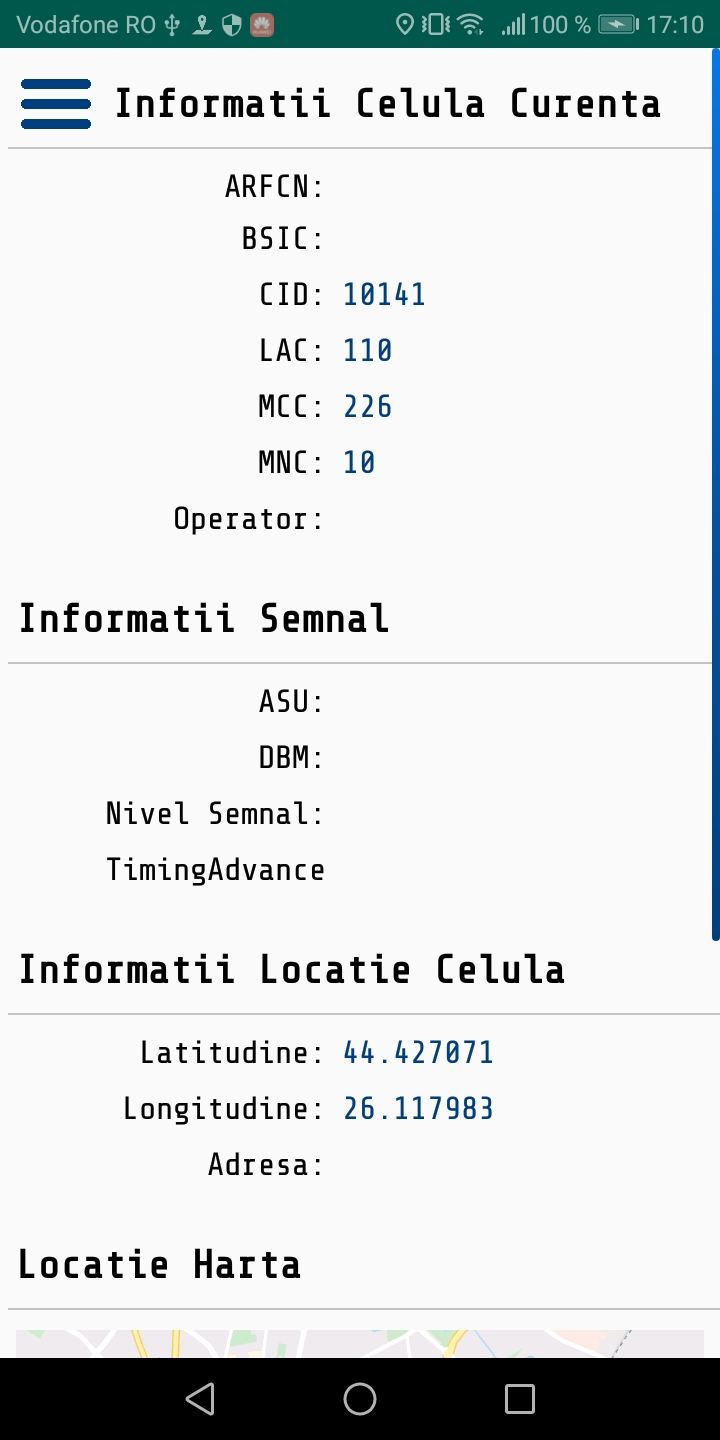 Vodafone RO 100 % 17:10
Informatii Celula Curenta
ARFCN:
BSIC:
CID: 10141
LAC: 110
MCC: 226
MNC: 10
Operator:
Informatii Semnal
ASU:
DBM:
Nivel Semnal:
TimingAdvance
Informatii Locatie Celula
Latitudine: 44.427071
Longitudine: 26.117983
Adresa:
Locatie Harta